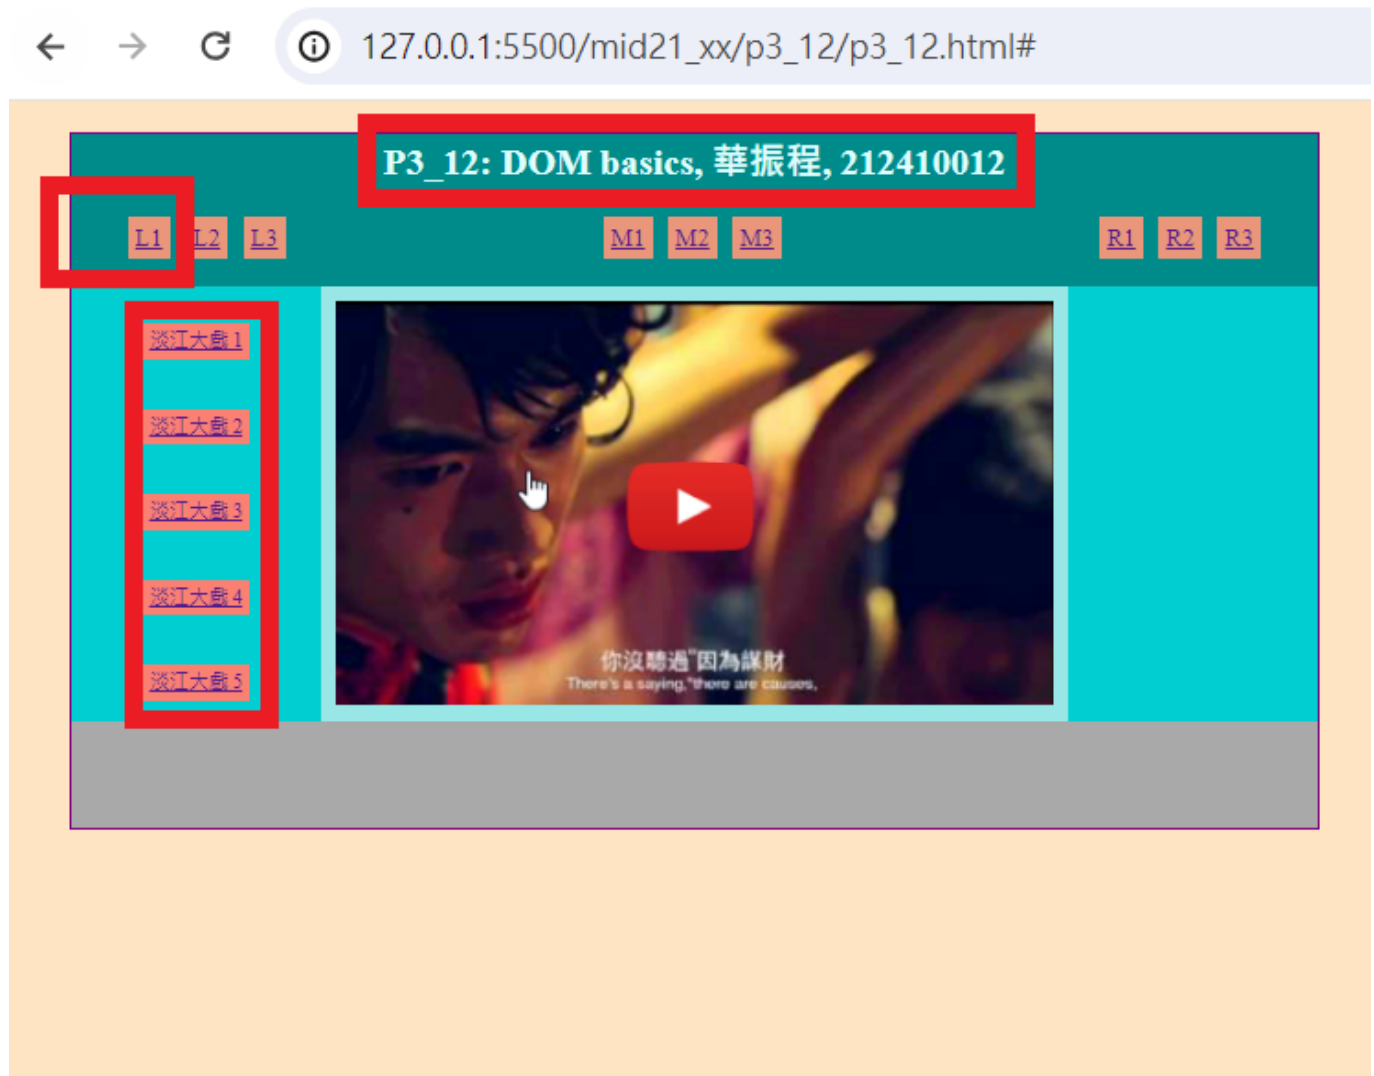 127.0.0.1:5500/mid21_xx/p3_12/p3_12.html#
P3_12: DOM basics, 華振程, 212410012
L1 L2 L3 M1 M2 M3 R1 R2 R3
淡江大戲 1
淡江大戲 2
淡江大戲 3
淡江大戲 4
淡江大戲 5
你沒聽過"因為謀財
There's a saying,"there are causes,